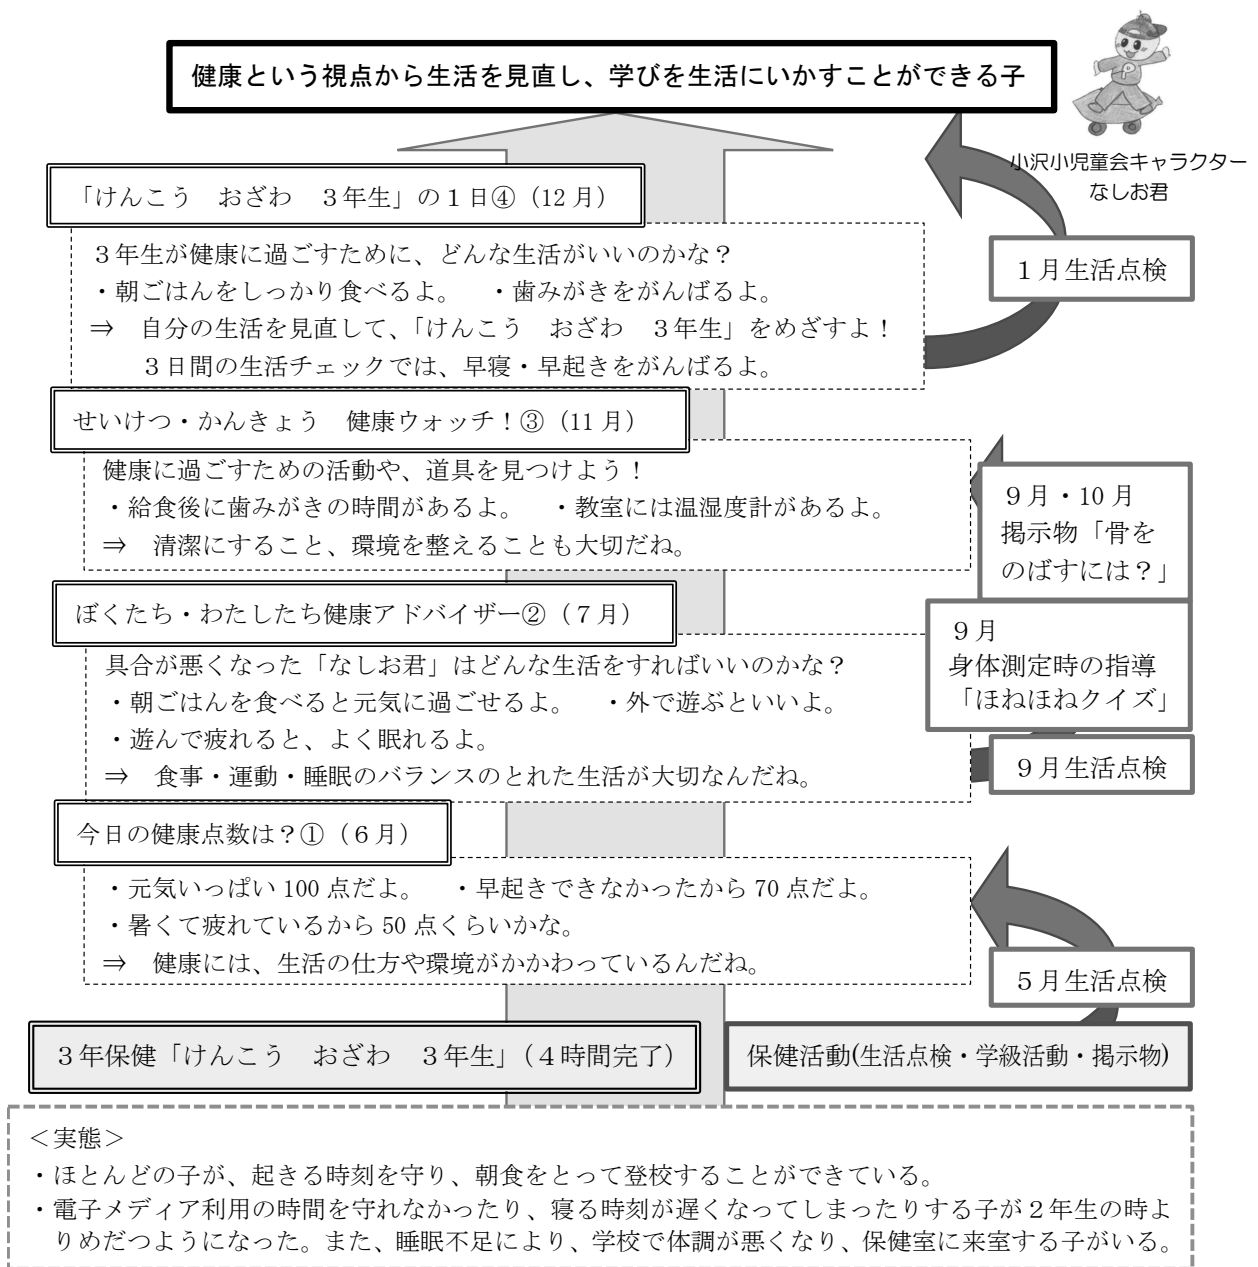 健康という視点から生活を見直し、学びを生活にいかすことができる子
P
小沢小児童会キャラクター
なしお君
「けんこう　おざわ　３年生」の１日④（12 月）
３年生が健康に過ごすために、どんな生活がいいのかな？
・朝ごはんをしっかり食べるよ。　・歯みがきをがんばるよ。
⇒　自分の生活を見直して、「けんこう　おざわ　３年生」をめざすよ！
３日間の生活チェックでは、早寝・早起きをがんばるよ。
１月生活点検
せいけつ・かんきょう　健康ウォッチ！③（11 月）
健康に過ごすための活動や、道具を見つけよう！
・給食後に歯みがきの時間があるよ。　・教室には温湿度計があるよ。
⇒　清潔にすること、環境を整えることも大切だね。
９月・10 月
掲示物「骨を
のばすには？」
ぼくたち・わたしたち健康アドバイザー②（７月）
具合が悪くなった「なしお君」はどんな生活をすればいいのかな？
・朝ごはんを食べると元気に過ごせるよ。　・外で遊ぶといいよ。
・遊んで疲れると、よく眠れるよ。
⇒　食事・運動・睡眠のバランスのとれた生活が大切なんだね。
９月
身体測定時の指導
「ほねほねクイズ」
９月生活点検
今日の健康点数は？①（６月）
・元気いっぱい 100 点だよ。　・早起きできなかったから 70 点だよ。
・暑くて疲れているから 50 点くらいかな。
⇒　健康には、生活の仕方や環境がかかわっているんだね。
５月生活点検
３年保健「けんこう　おざわ　３年生」（４時間完了）
保健活動(生活点検・学級活動・掲示物)
＜実態＞
・ほとんどの子が、起きる時刻を守り、朝食をとって登校することができている。
・電子メディア利用の時間を守れなかったり、寝る時刻が遅くなってしまったりする子が２年生の時よ
りめだつようになった。また、睡眠不足により、学校で体調が悪くなり、保健室に来室する子がいる。